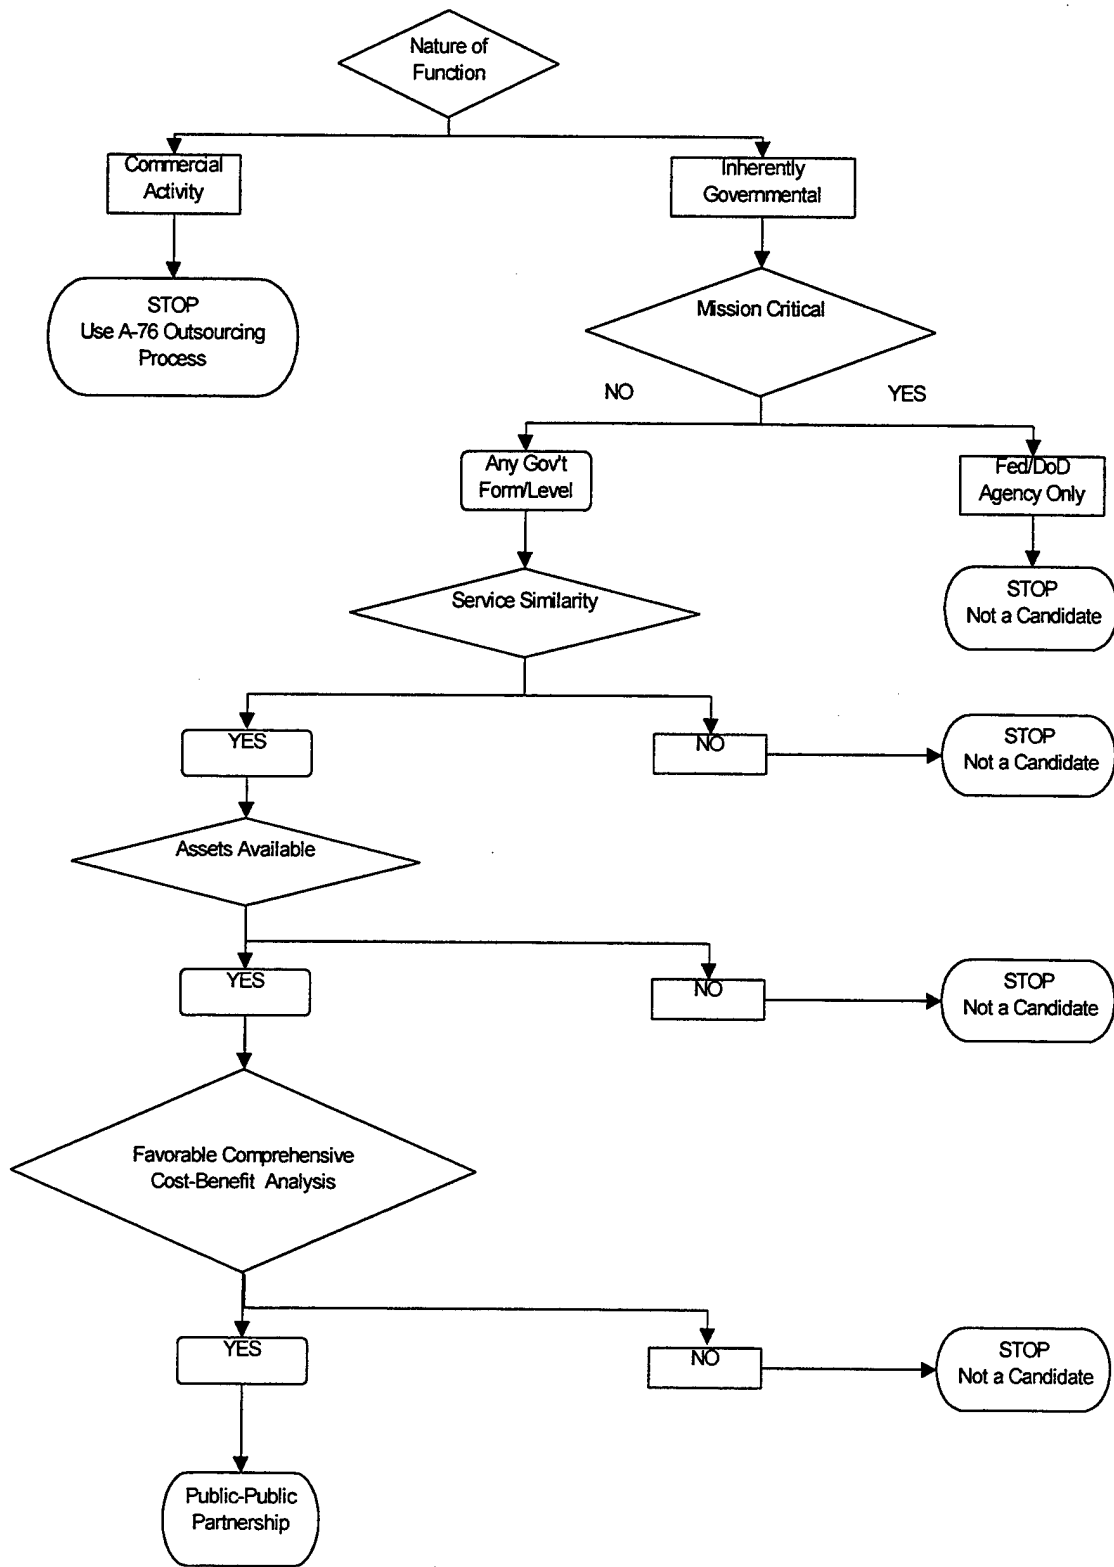 Nature of
Function
Commercial
Activity
Inherently
Governmental
STOP
Use A-76 Outsourcing
Process
Mission Critical
NO
YES
Any Gov't
Form/Level
Fed/DoD
Agency Only
Service Similarity
STOP
Not a Candidate
YES
NO
STOP
Not a Candidate
Assets Available
YES
NO
STOP
Not a Candidate
Favorable Comprehensive
Cost-Benefit Analysis
YES
NO
STOP
Not a Candidate
Public-Public
Partnership